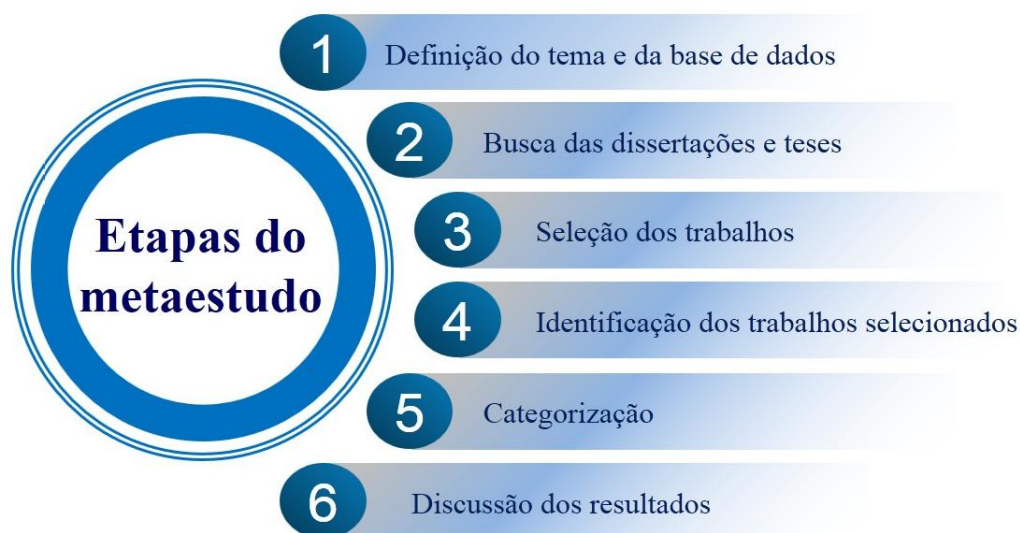 Etapas do
metaestudo
1 Definição do tema e da base de dados
2 Busca das dissertações e teses
3 Seleção dos trabalhos
4 Identificação dos trabalhos selecionados
5 Categorização
6 Discussão dos resultados